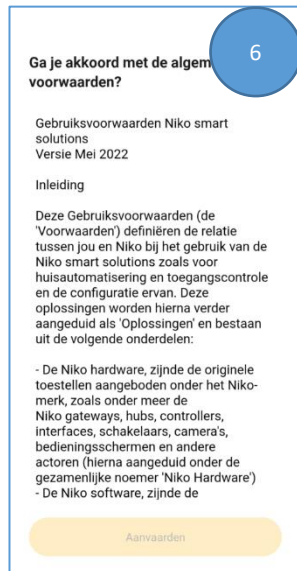 6
Ga je akkoord met de algem
voorwaarden?
Gebruiksvoorwaarden Niko smart
solutions
Versie Mei 2022
Inleiding
Deze Gebruiksvoorwaarden (de
'Voorwaarden') definiëren de relatie
tussen jou en Niko bij het gebruik van de
Niko smart solutions zoals voor
huisautomatisering en toegangscontrole
en de configuratie ervan. Deze
oplossingen worden hierna verder
aangeduid als 'Oplossingen' en bestaan
uit de volgende onderdelen:
- De Niko hardware, zijnde de originele
toestellen aangeboden onder het Niko-
merk, zoals onder meer de
Niko gateways, hubs, controllers,
interfaces, schakelaars, camera's,
bedieningsschermen en andere
actoren (hierna aangeduid onder de
gezamenlijke noemer 'Niko Hardware')
- De Niko software, zijnde de
Aanvaarden